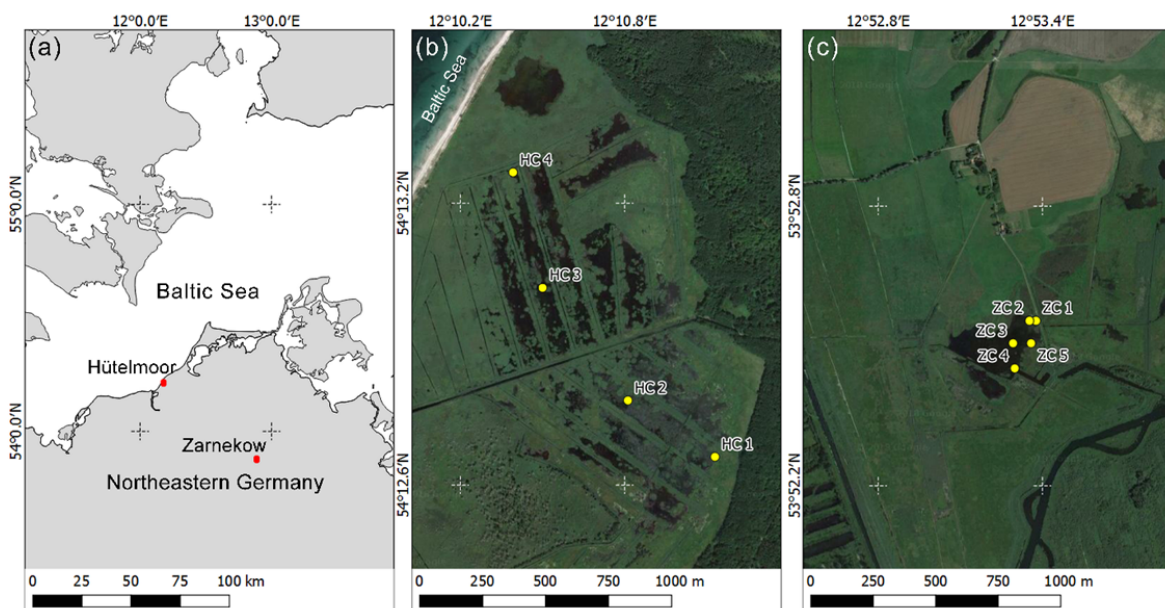 12°0.0'E 13°0.0'E
(a)
55°0.0'N
54°0.0'N
Baltic Sea
Hütelmoor
Zarnekow
Northeastern Germany
0 25 50 75 100 km
12°10.2'E 12°10.8'E
(b)
Baltic Sea
54°13.2'N
54°12.6'N
HC 4
HC 3
HC 2
HC 1
0 250 500 750 1000 m
12°52.8'E 12°53.4'E
(c)
53°52.8'N
53°52.2'N
ZC 2 ZC 1
ZC 3
ZC 4 ZC 5
0 500 750 1000 m